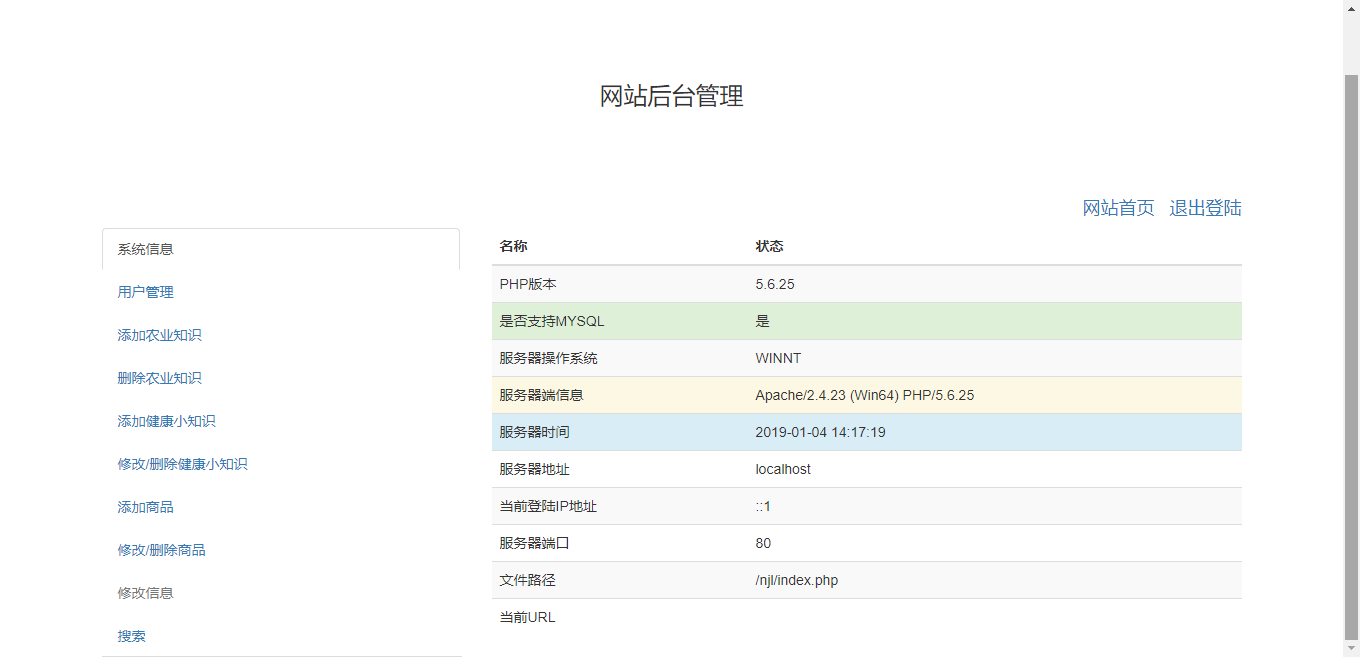 网站后台管理
网站首页 退出登陆
系统信息
用户管理
添加农业知识
删除农业知识
添加健康小知识
修改/删除健康小知识
添加商品
修改/删除商品
修改信息
搜索
名称 状态
PHP版本 5.6.25
是否支持MYSQL 是
服务器操作系统 WINNT
服务器端信息 Apache/2.4.23 (Win64) PHP/5.6.25
服务器时间 2019-01-04 14:17:19
服务器地址 localhost
当前登陆IP地址 ::1
服务器端口 80
文件路径 /njl/index.php
当前URL